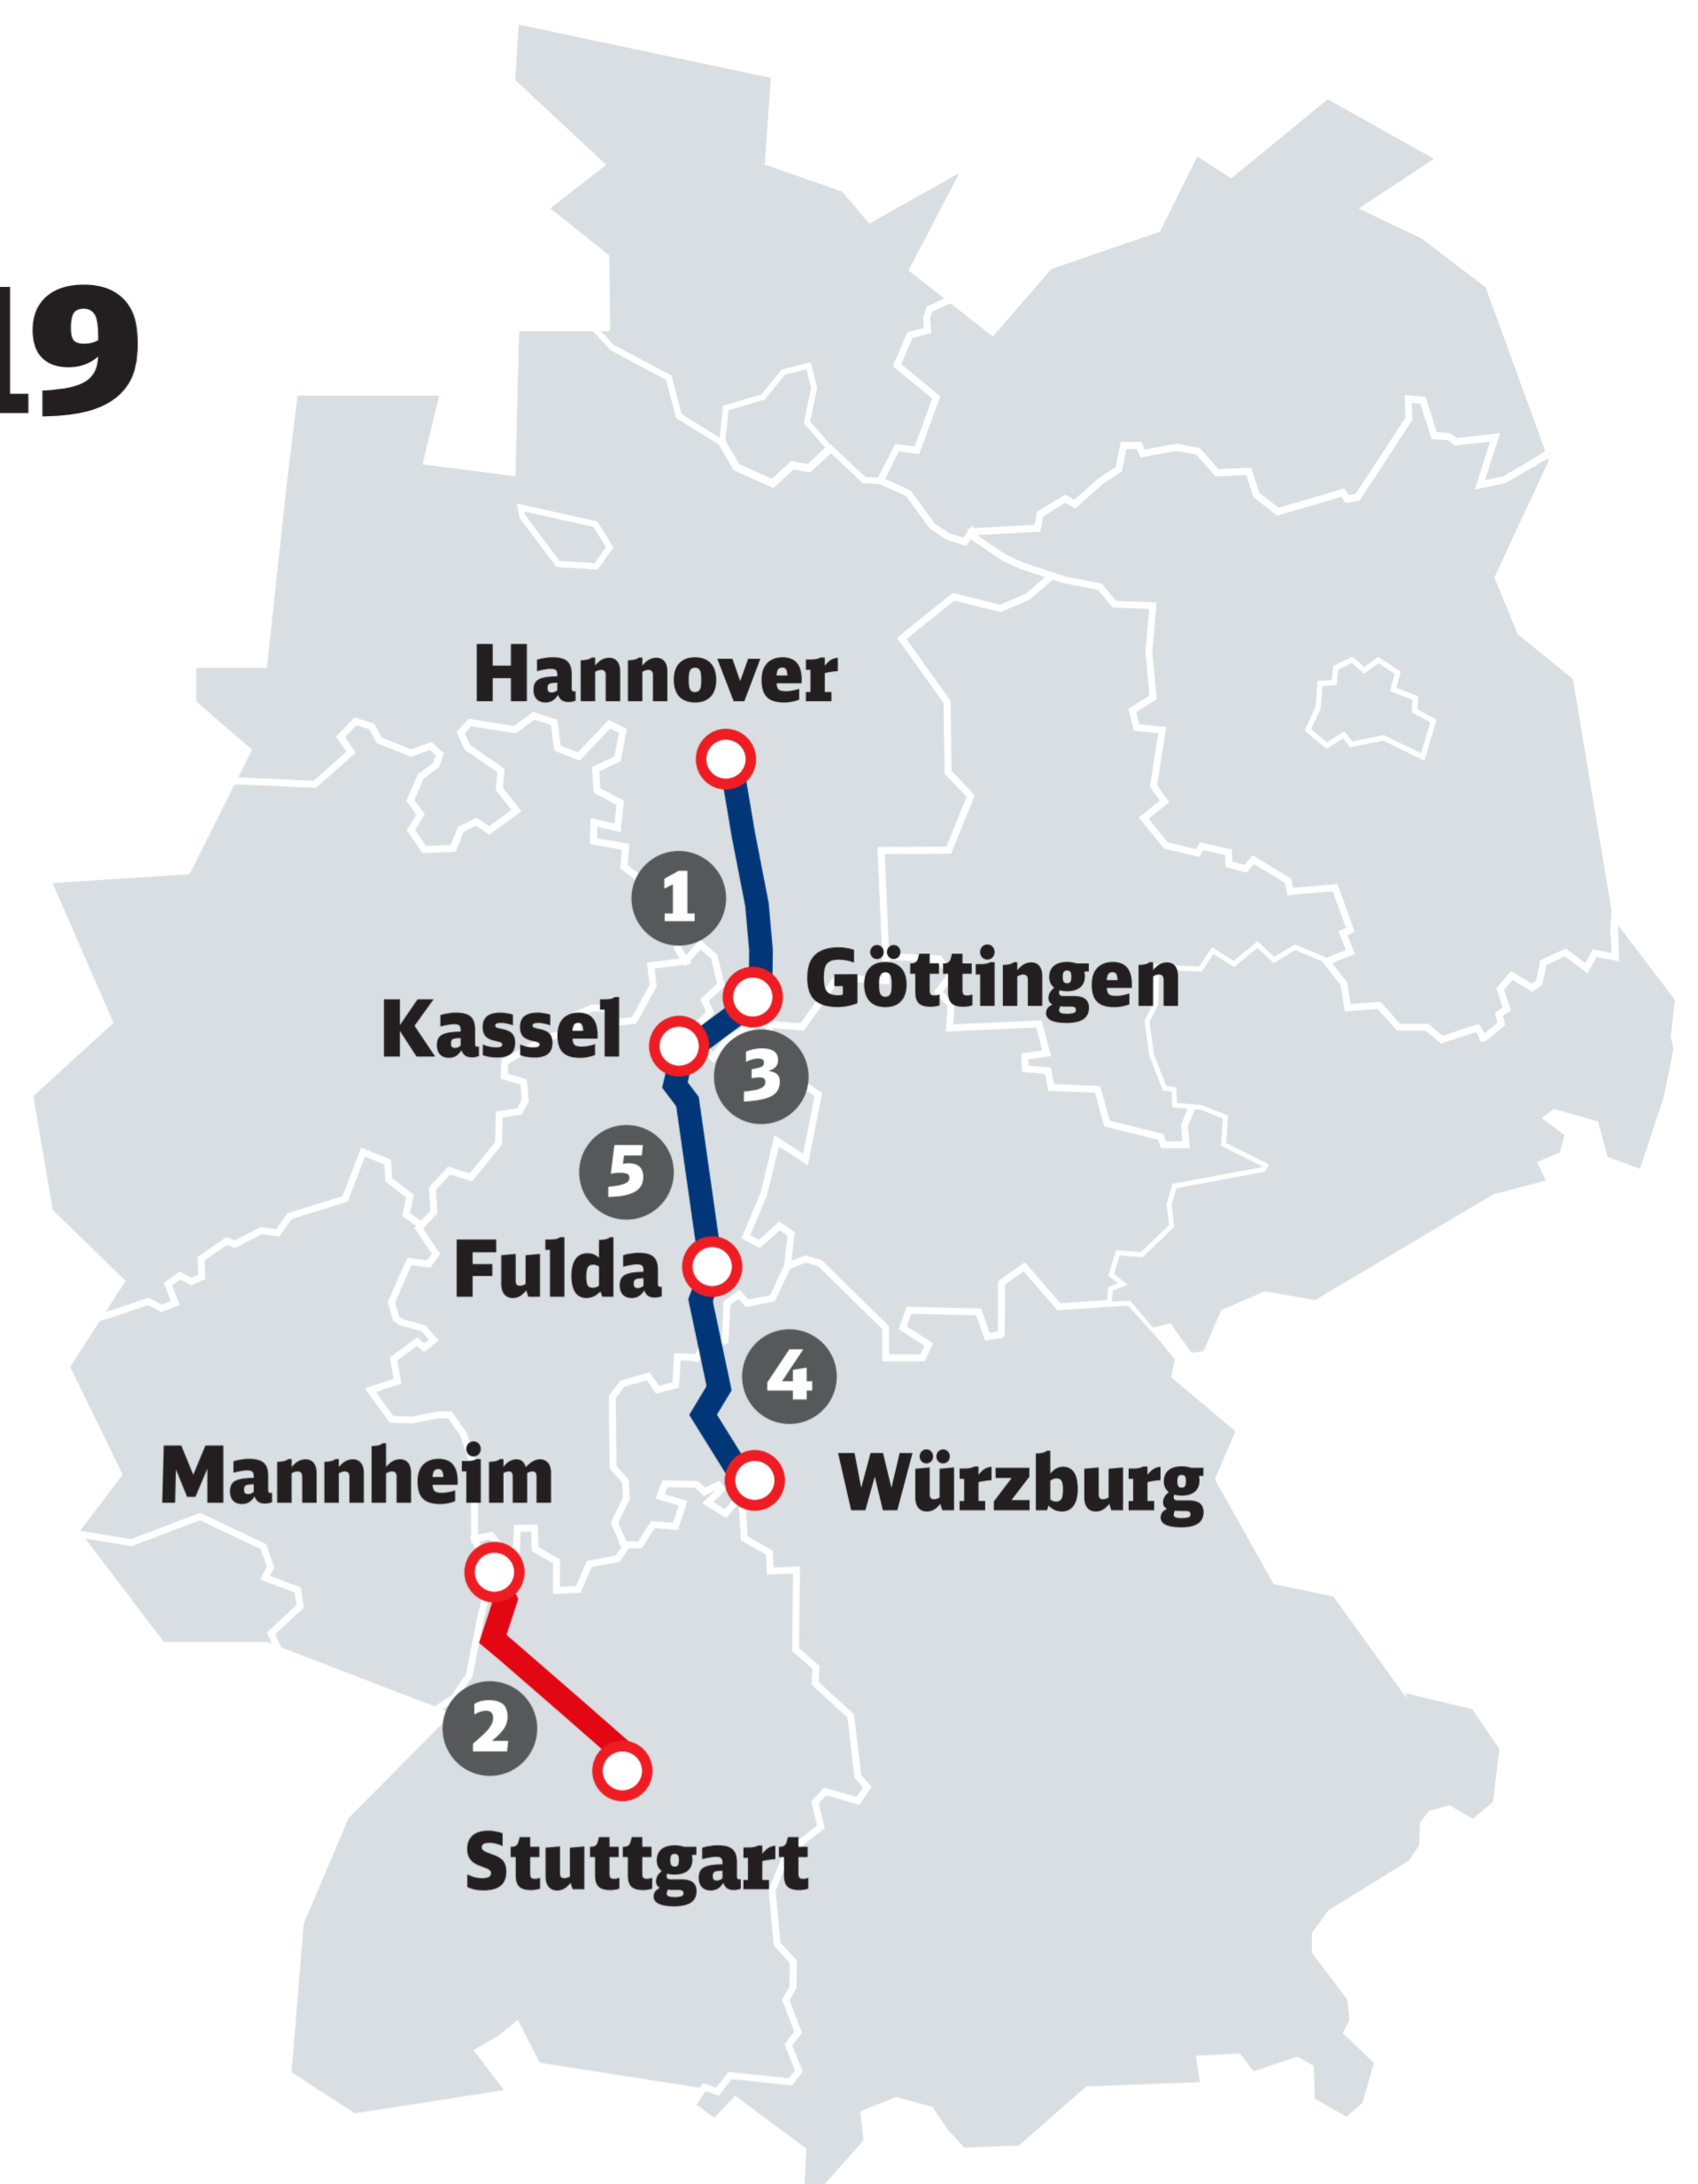 19
Hannover
1
Göttingen
Kassel
3
5
Fulda
4
Mannheim
Würzburg
2
Stuttgart